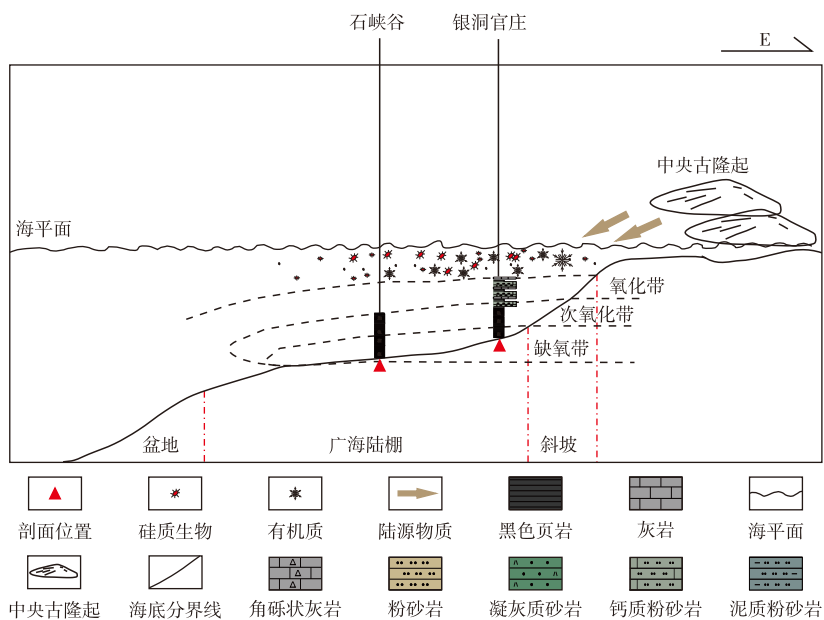 石峡谷
银洞官庄
E
中央古隆起
海平面
氧化带
次氧化带
缺氧带
盆地
广海陆棚
斜坡
剖面位置
硅质生物
有机质
陆源物质
黑色页岩
灰岩
海平面
中央古隆起
海底分界线
角砾状灰岩
粉砂岩
凝灰质砂岩
钙质粉砂岩
泥质粉砂岩